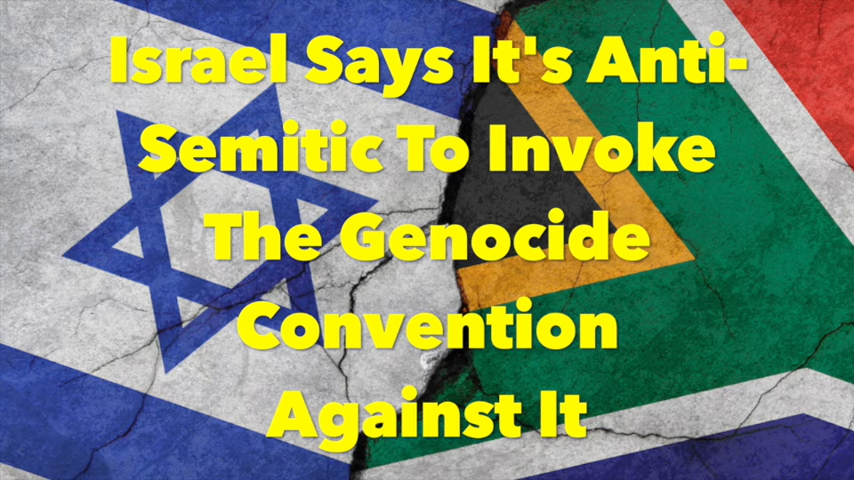 Israel Says It's Anti-
Semitic To Invoke
The Genocide
Convention
Against It